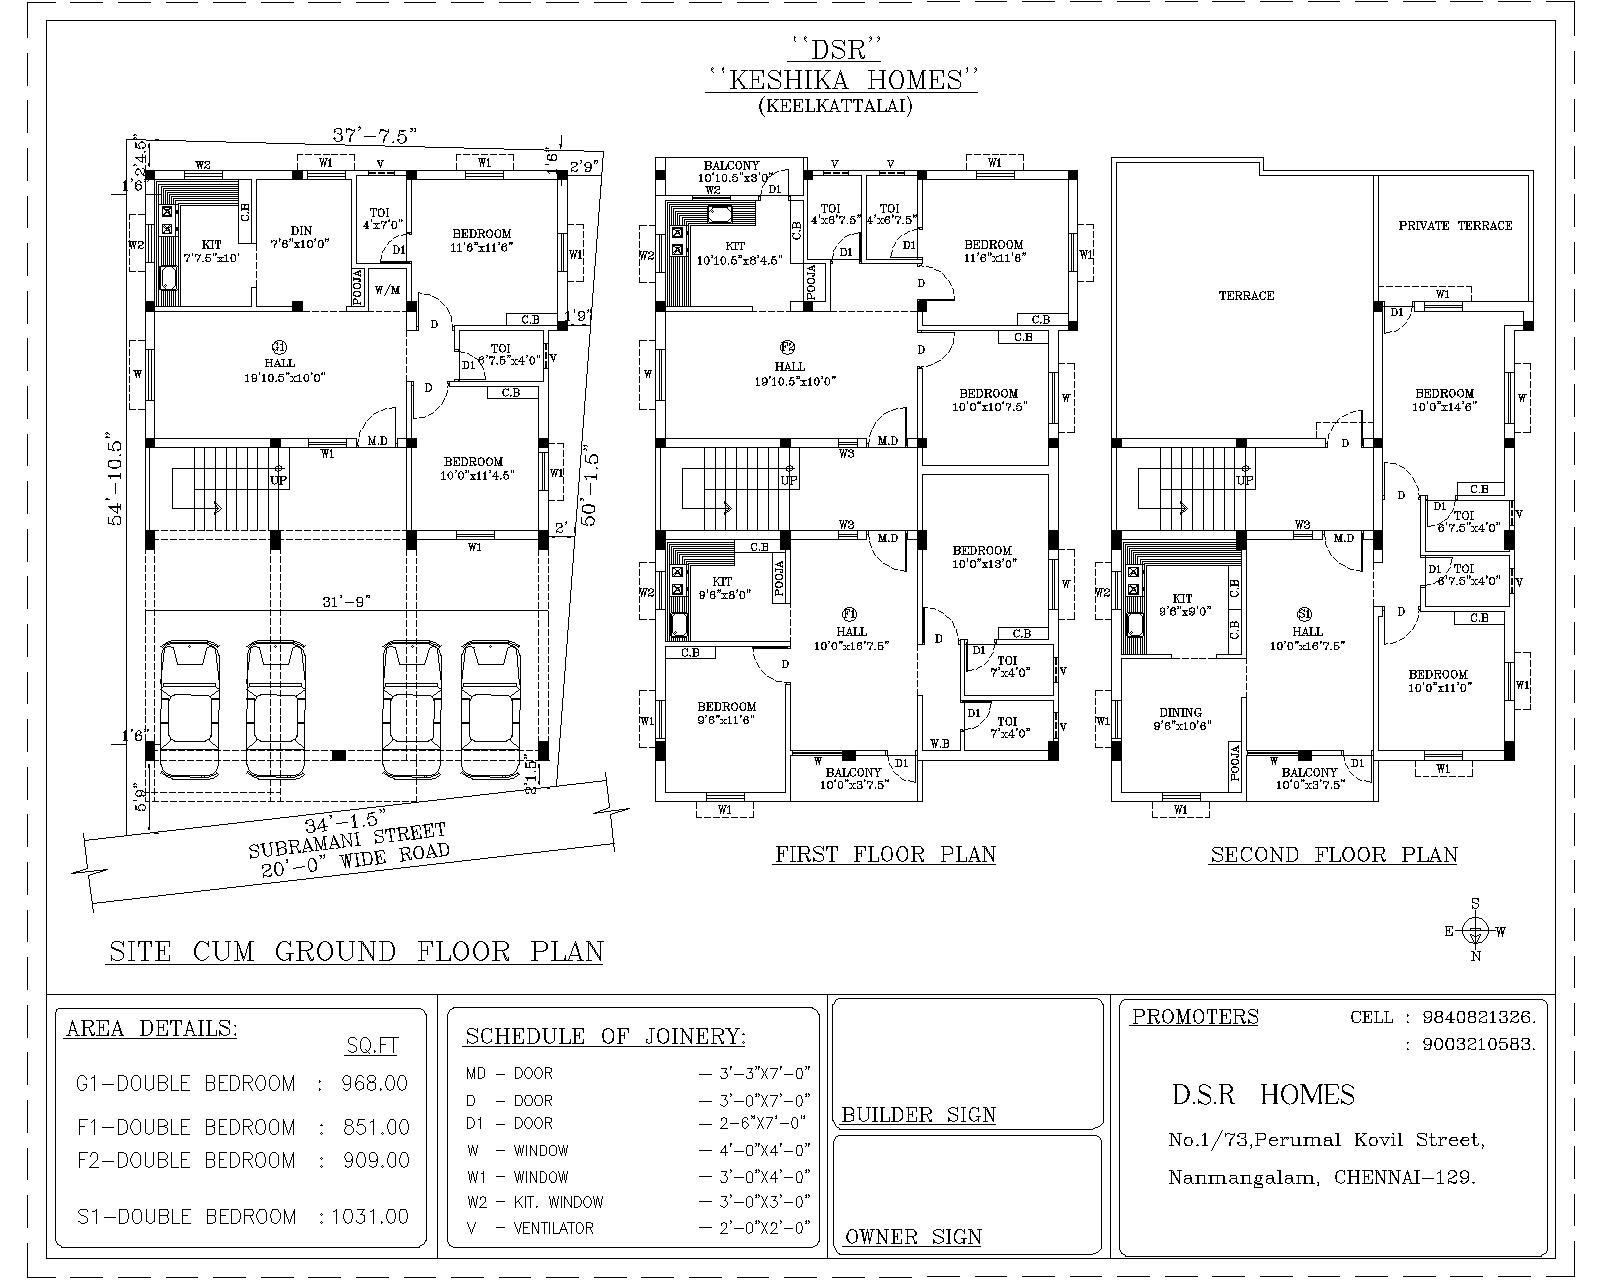 "DSR"
"KESHIKA HOMES"
(KEELKATTALAI)
37'-7.5"
2'4.5"
1'6"
2'9"
1'6"
W2
W1
V
W1
C.B
KIT
7'7.5"x10'
DIN
7'6"x10'0"
TOI
4'x7'0"
D1
BEDROOM
11'6"x11'6"
W2
W1
POOJA
W/M
C.B
1'9"
D
G1
HALL
19'10.5"x10'0"
W
TOI
6'7.5"x4'0"
D1
V
D
C.B
M.D
W1
BEDROOM
10'0"x11'4.5"
W1
UP
54'-10.5"
50'-1.5"
2'
W1
31'-9"
1'6"
5'9"
2'1.5"
34'-1.5"
SUBRAMANI STREET
20'-0" WIDE ROAD
SITE CUM GROUND FLOOR PLAN
BALCONY
10'10.5"x3'0"
W2
D1
V
V
W1
TOI
4'x6'7.5"
D1
TOI
4'x6'7.5"
D1
C.B
KIT
10'10.5"x8'4.5"
W2
POOJA
BEDROOM
11'6"x11'6"
W1
D
C.B
F2
HALL
19'10.5"x10'0"
W
D
C.B
BEDROOM
10'0"x10'7.5"
W
M.D
W3
UP
W2
M.D
C.B
KIT
9'6"x8'0"
POOJA
W2
BEDROOM
10'0"x13'0"
W
F1
HALL
10'0"x16'7.5"
D
C.B
C.B
D
D1
TOI
7'x4'0"
V
BEDROOM
9'6"x11'6"
W1
D1
TOI
7'x4'0"
V
W.B
W
D1
BALCONY
10'0"x3'7.5"
W1
FIRST FLOOR PLAN
TERRACE
PRIVATE TERRACE
W1
D1
BEDROOM
10'0"x14'6"
W
D
C.B
D
UP
W2
M.D
D1
TOI
6'7.5"x4'0"
V
D1
TOI
6'7.5"x4'0"
V
W2
KIT
9'6"x9'0"
C.B
C.B
S1
HALL
10'0"x16'7.5"
D
C.B
BEDROOM
10'0"x11'0"
W1
DINING
9'6"x10'6"
W1
POOJA
W
D1
BALCONY
10'0"x3'7.5"
W1
W1
SECOND FLOOR PLAN
S
E
W
N
AREA DETAILS:
SQ.FT
G1-DOUBLE BEDROOM : 968.00
F1-DOUBLE BEDROOM : 851.00
F2-DOUBLE BEDROOM : 909.00
S1-DOUBLE BEDROOM : 1031.00
SCHEDULE OF JOINERY:
MD - DOOR - 3'-3"X7'-0"
D - DOOR - 3'-0"X7'-0"
D1 - DOOR - 2-6"X7'-0"
W - WINDOW - 4'-0"X4'-0"
W1 - WINDOW - 3'-0"X4'-0"
W2 - KIT. WINDOW - 3'-0"X3'-0"
V - VENTILATOR - 2'-0"X2'-0"
BUILDER SIGN
OWNER SIGN
PROMOTERS
CELL : 9840821326.
: 9003210583.
D.S.R HOMES
No.1/73,Perumal Kovil Street,
Nanmangalam, CHENNAI-129.